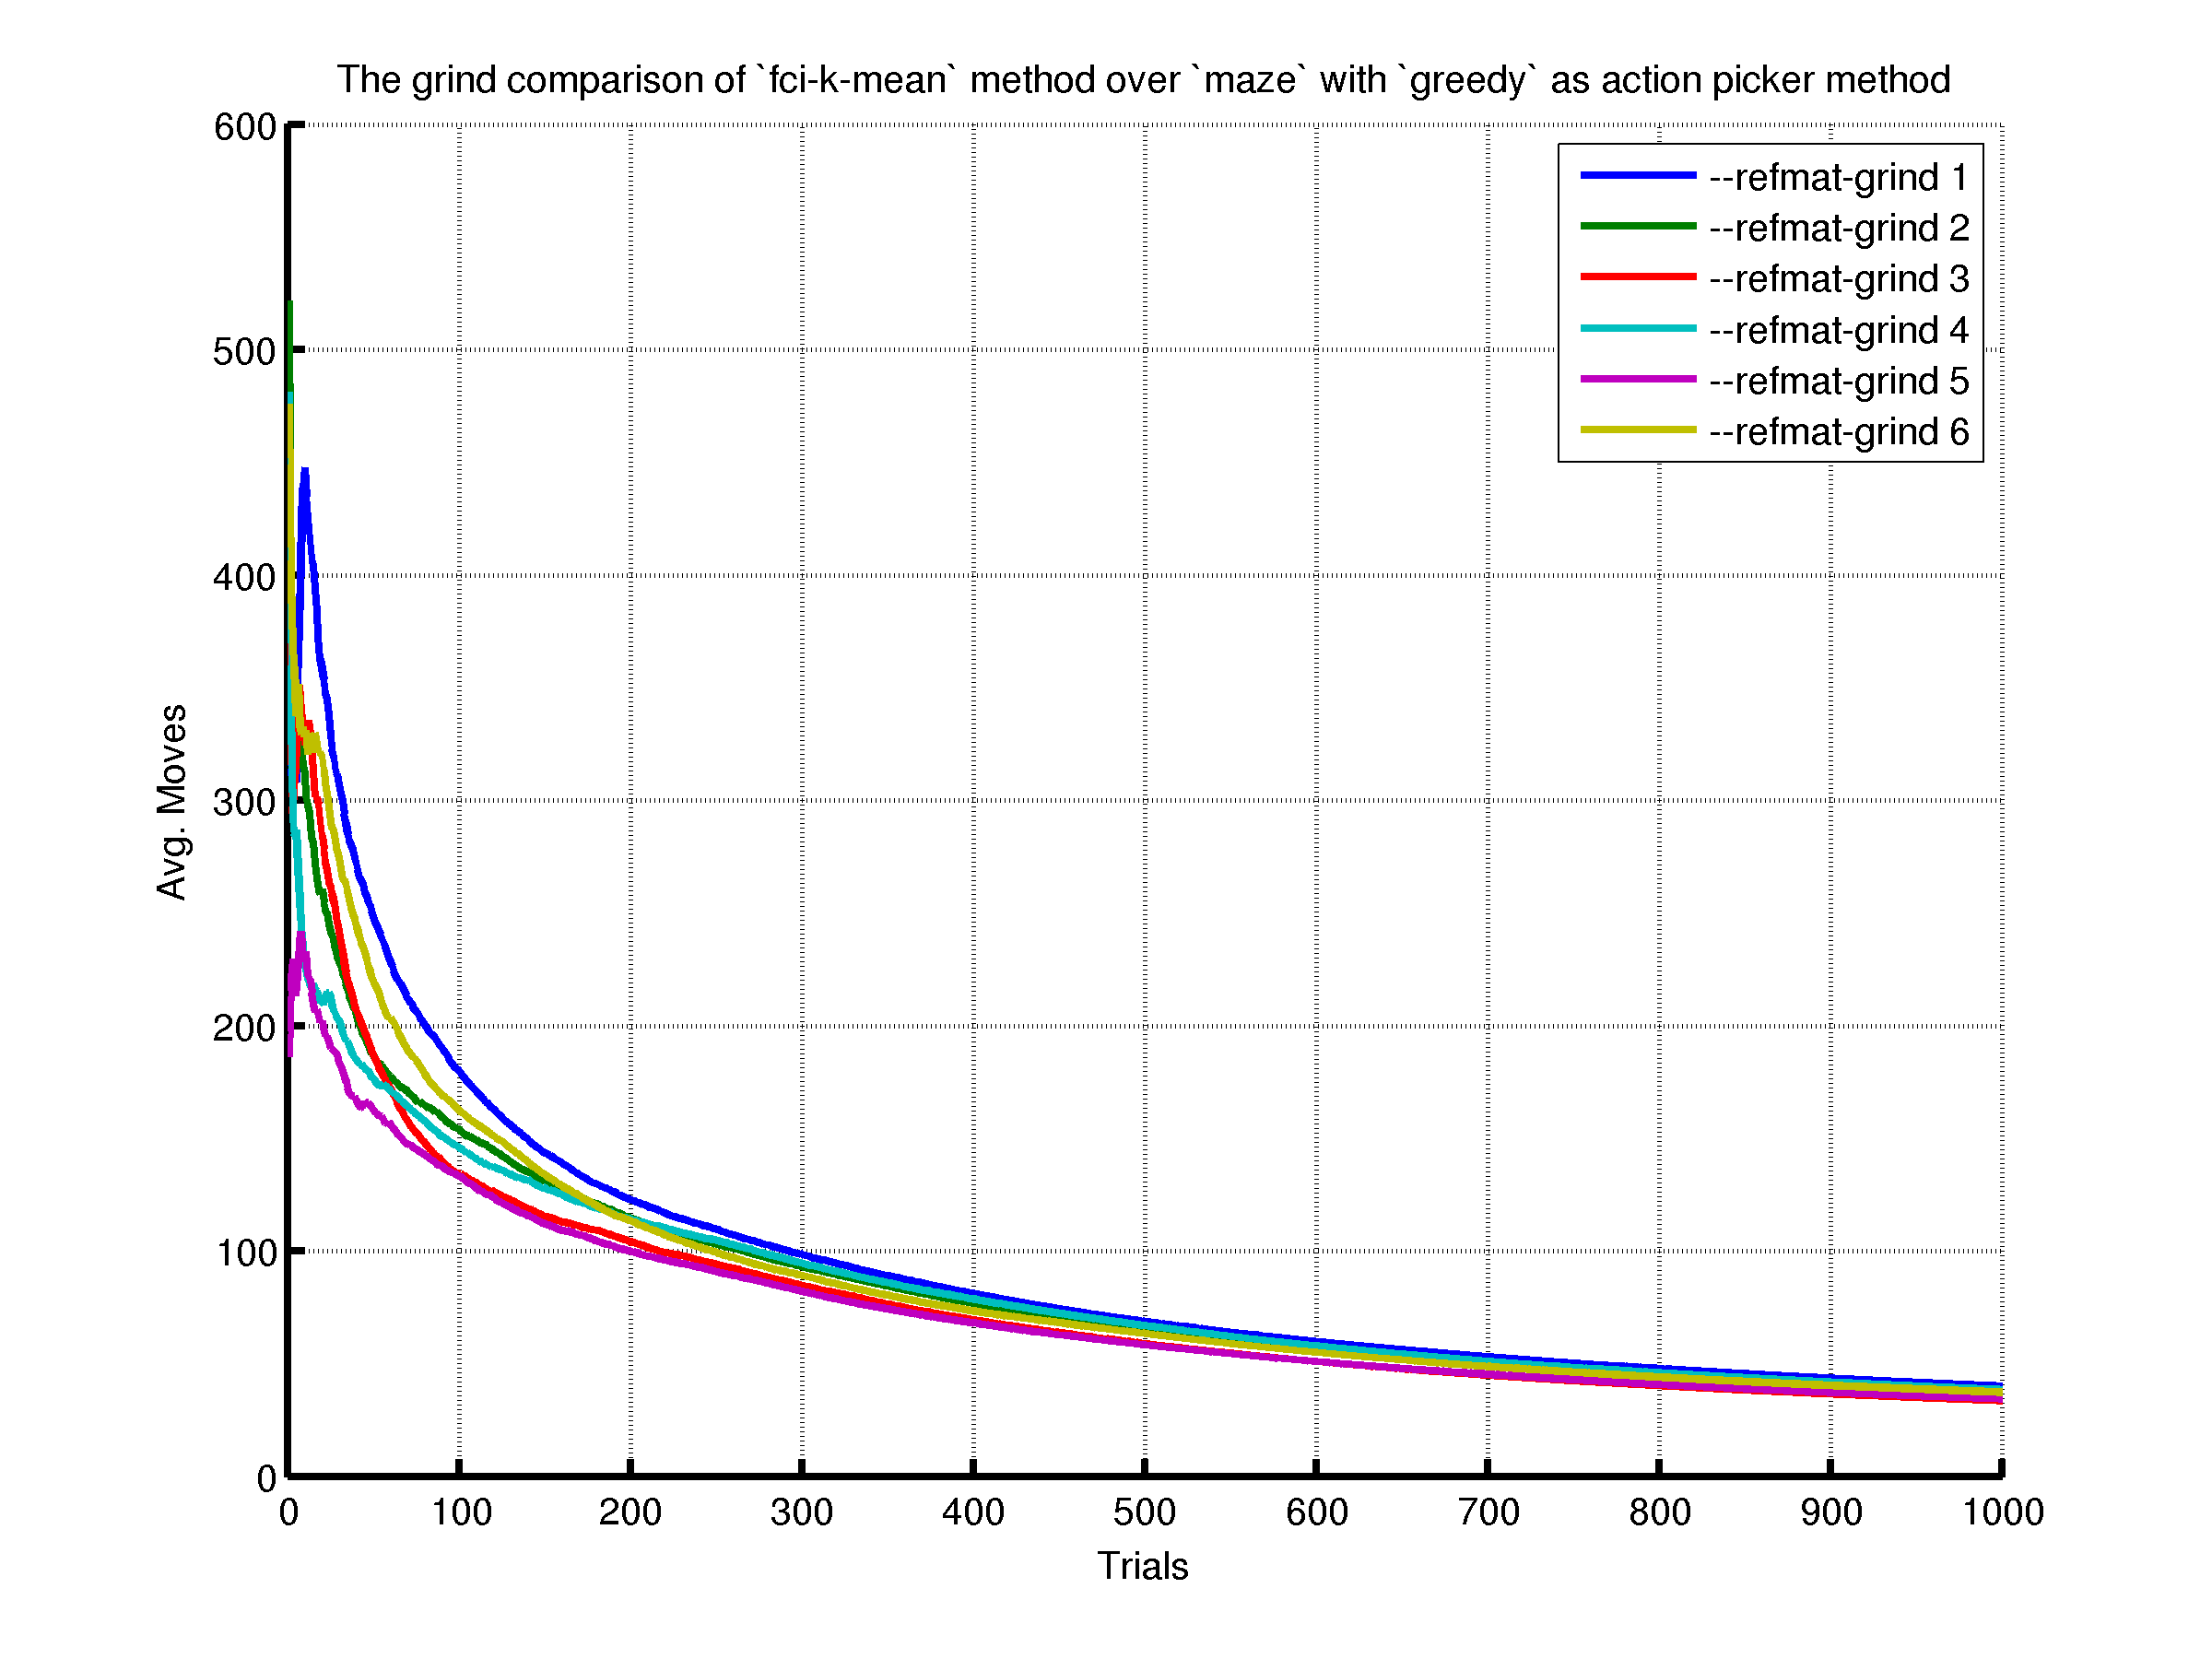 The grind comparison of `fci-k-mean` method over `maze` with `greedy` as action picker method
600
500
400
300
200
100
0
Avg. Moves
--refmat-grind 1
--refmat-grind 2
--refmat-grind 3
--refmat-grind 4
--refmat-grind 5
--refmat-grind 6
0 100 200 300 400 500 600 700 800 900 1000
Trials